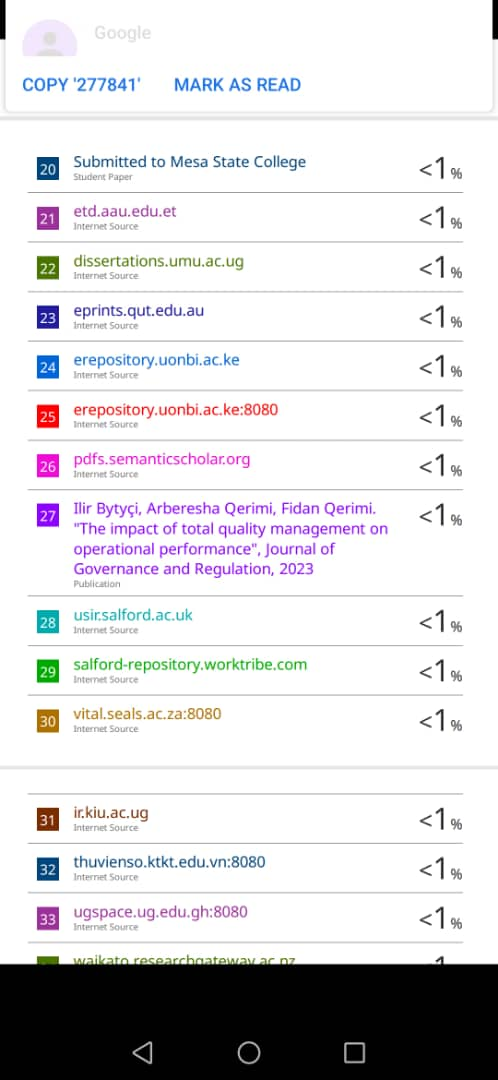 Google
COPY '277841'
MARK AS READ
20 Submitted to Mesa State College <1%
Student Paper
21 etd.aau.edu.et <1%
Internet Source
22 dissertations.umu.ac.ug <1%
Internet Source
23 eprints.qut.edu.au <1%
Internet Source
24 erepository.uonbi.ac.ke <1%
Internet Source
25 erepository.uonbi.ac.ke:8080 <1%
Internet Source
26 pdfs.semanticscholar.org <1%
Internet Source
27 Ilir Bytyçi, Arberesha Qerimi, Fidan Qerimi. <1%
"The impact of total quality management on
operational performance", Journal of
Governance and Regulation, 2023
Publication
28 usir.salford.ac.uk <1%
Internet Source
29 salford-repository.worktribe.com <1%
Internet Source
30 vital.seals.ac.za:8080 <1%
Internet Source
31 ir.kiu.ac.ug <1%
Internet Source
32 thuvienso.ktkt.edu.vn:8080 <1%
Internet Source
33 ugspace.ug.edu.gh:8080 <1%
Internet Source
waikato.researchgateway.ac.nz